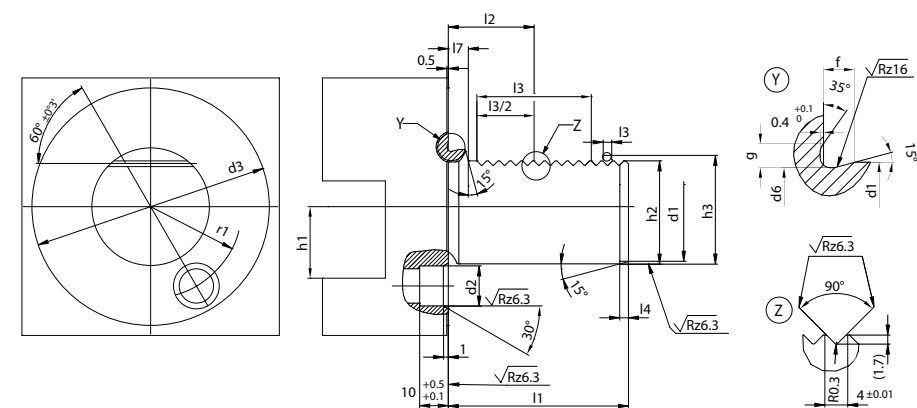 60° ±0°3'
d3
r1
h1
l2
l7
0.5
l3
l3/2
Y
Z
l3
15°
h2
d1
h3
d2
Rz6.3
15°
l4
Rz6.3
30°
1
Rz6.3
10 +0.5 +0.1
l1
Y
f
Rz16
35°
0.4 +0.1 0
g
15°
d6
d1
Rz6.3
90°
Z
(1.7)
R0.3
4 ±0.01